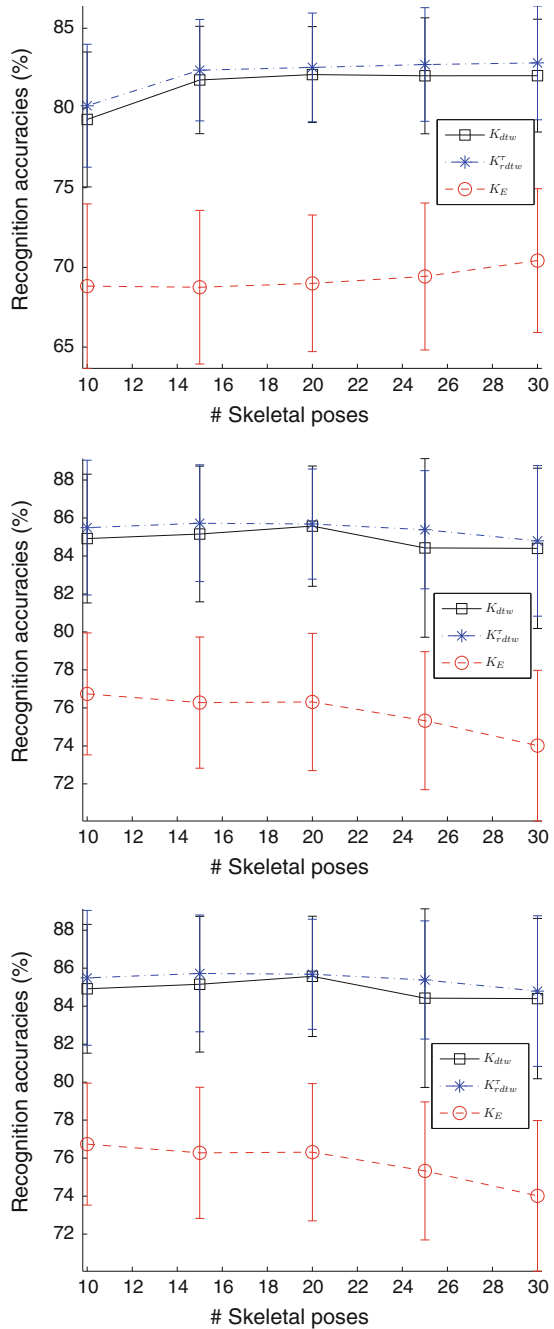 85
80
75
70
65
Recognition accuracies (%)
K_dtw
K^τ_rdtw
K_E
10 12 14 16 18 20 22 24 26 28 30
# Skeletal poses
88
86
84
82
80
78
76
74
72
Recognition accuracies (%)
K_dtw
K^τ_rdtw
K_E
10 12 14 16 18 20 22 24 26 28 30
# Skeletal poses
88
86
84
82
80
78
76
74
72
Recognition accuracies (%)
K_dtw
K^τ_rdtw
K_E
10 12 14 16 18 20 22 24 26 28 30
# Skeletal poses